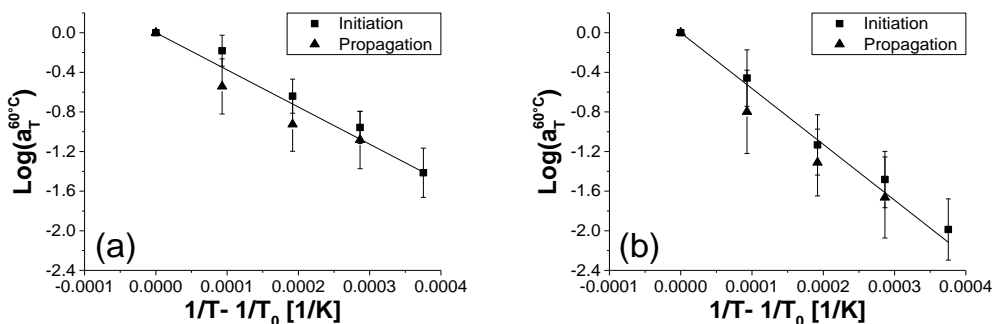 Initiation
Propagation
0.0
-0.4
-0.8
-1.2
-1.6
-2.0
-2.4
Log(a_T^60°C)
(a)
-0.0001 0.0000 0.0001 0.0002 0.0003 0.0004
1/T- 1/T_0 [1/K]
Initiation
Propagation
0.0
-0.4
-0.8
-1.2
-1.6
-2.0
-2.4
Log(a_T^60°C)
(b)
-0.0001 0.0000 0.0001 0.0002 0.0003 0.0004
1/T- 1/T_0 [1/K]